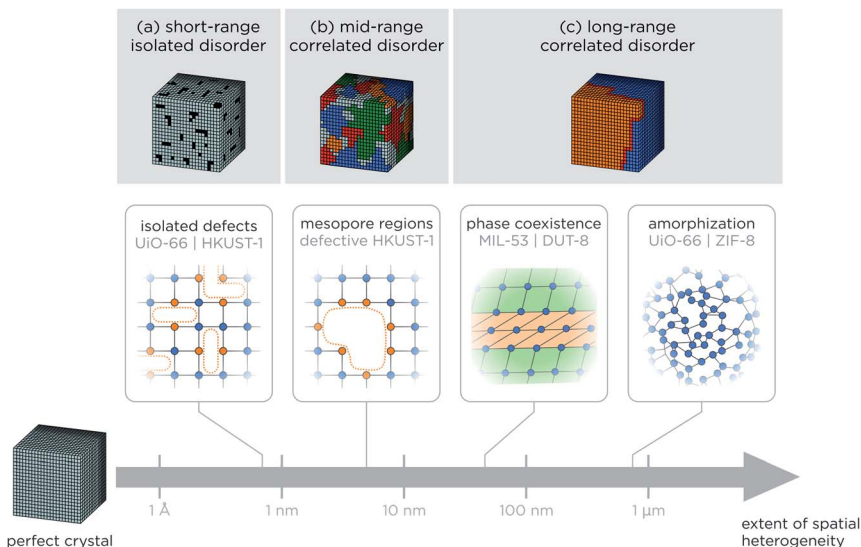 (a) short-range
isolated disorder
(b) mid-range
correlated disorder
(c) long-range
correlated disorder
isolated defects
UiO-66 | HKUST-1
mesopore regions
defective HKUST-1
phase coexistence
MIL-53 | DUT-8
amorphization
UiO-66 | ZIF-8
1 Å
1 nm
10 nm
100 nm
1 μm
perfect crystal
extent of spatial
heterogeneity